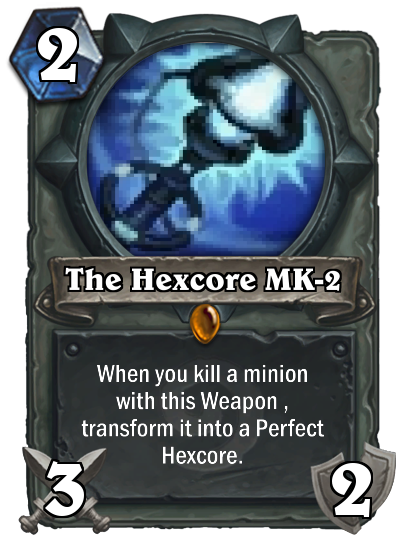 2
The Hexcore MK-2
When you kill a minion
with this Weapon ,
transform it into a Perfect
Hexcore.
3
2